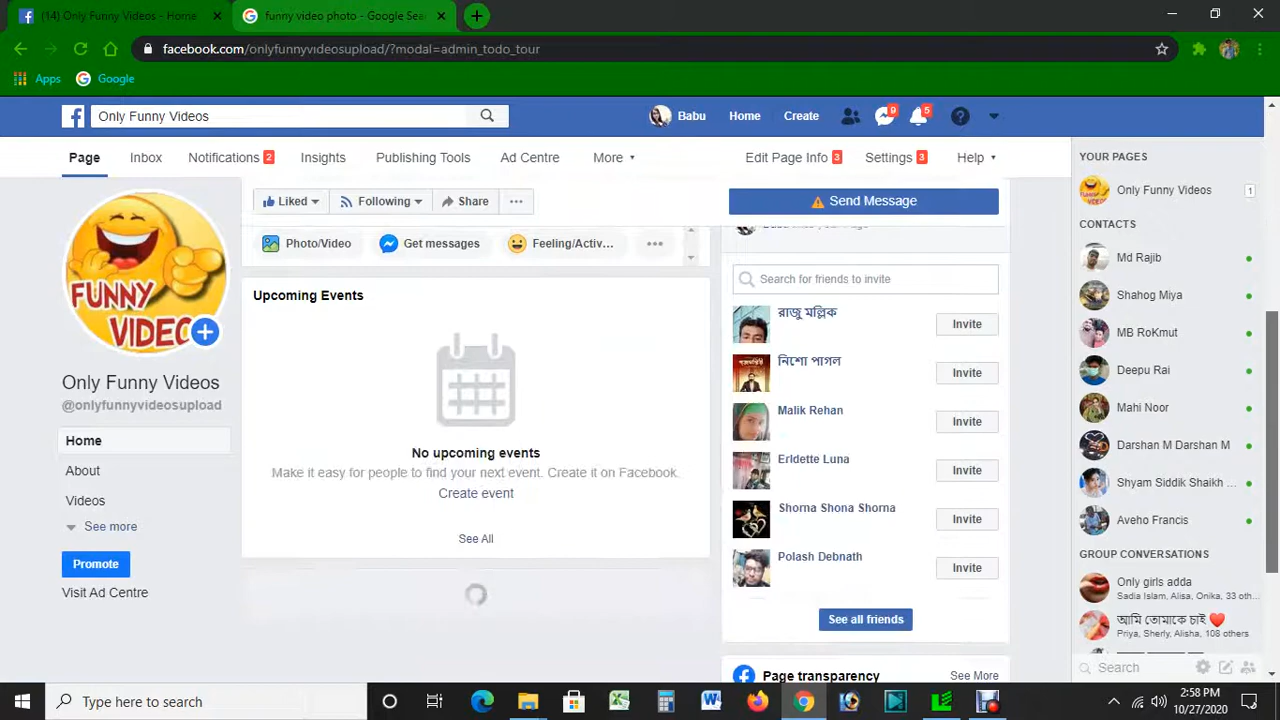 (14) Only Funny Videos - Home
funny video photo - Google Sea
facebook.com/onlyfunnyvideosupload/?modal=admin_todo_tour
Apps Google
Only Funny Videos
Babu Home Create 9 5
Page Inbox Notifications 2 Insights Publishing Tools Ad Centre More Edit Page Info 3 Settings 3 Help
Liked Following Share Send Message
Photo/Video Get messages Feeling/Activ...
FUNNY
VIDEO
Only Funny Videos
@onlyfunnyvideosupload
Home
About
Videos
See more
Promote
Visit Ad Centre
Upcoming Events
No upcoming events
Make it easy for people to find your next event. Create it on Facebook.
Create event
See All
Search for friends to invite
রাজু মল্লিক Invite
নিশো পাগল Invite
Malik Rehan Invite
Erldette Luna Invite
Shorna Shona Shorna Invite
Polash Debnath Invite
See all friends
Page transparency See More
YOUR PAGES
Only Funny Videos 1
CONTACTS
Md Rajib
Shahog Miya
MB RoKmut
Deepu Rai
Mahi Noor
Darshan M Darshan M
Shyam Siddik Shaikh ...
Aveho Francis
GROUP CONVERSATIONS
Only girls adda
Sadia Islam, Alisa, Onika, 33 oth...
আমি তোমাকে চাই ❤️
Priya, Sherly, Alisha, 108 others
Search
Type here to search
2:58 PM
10/27/2020